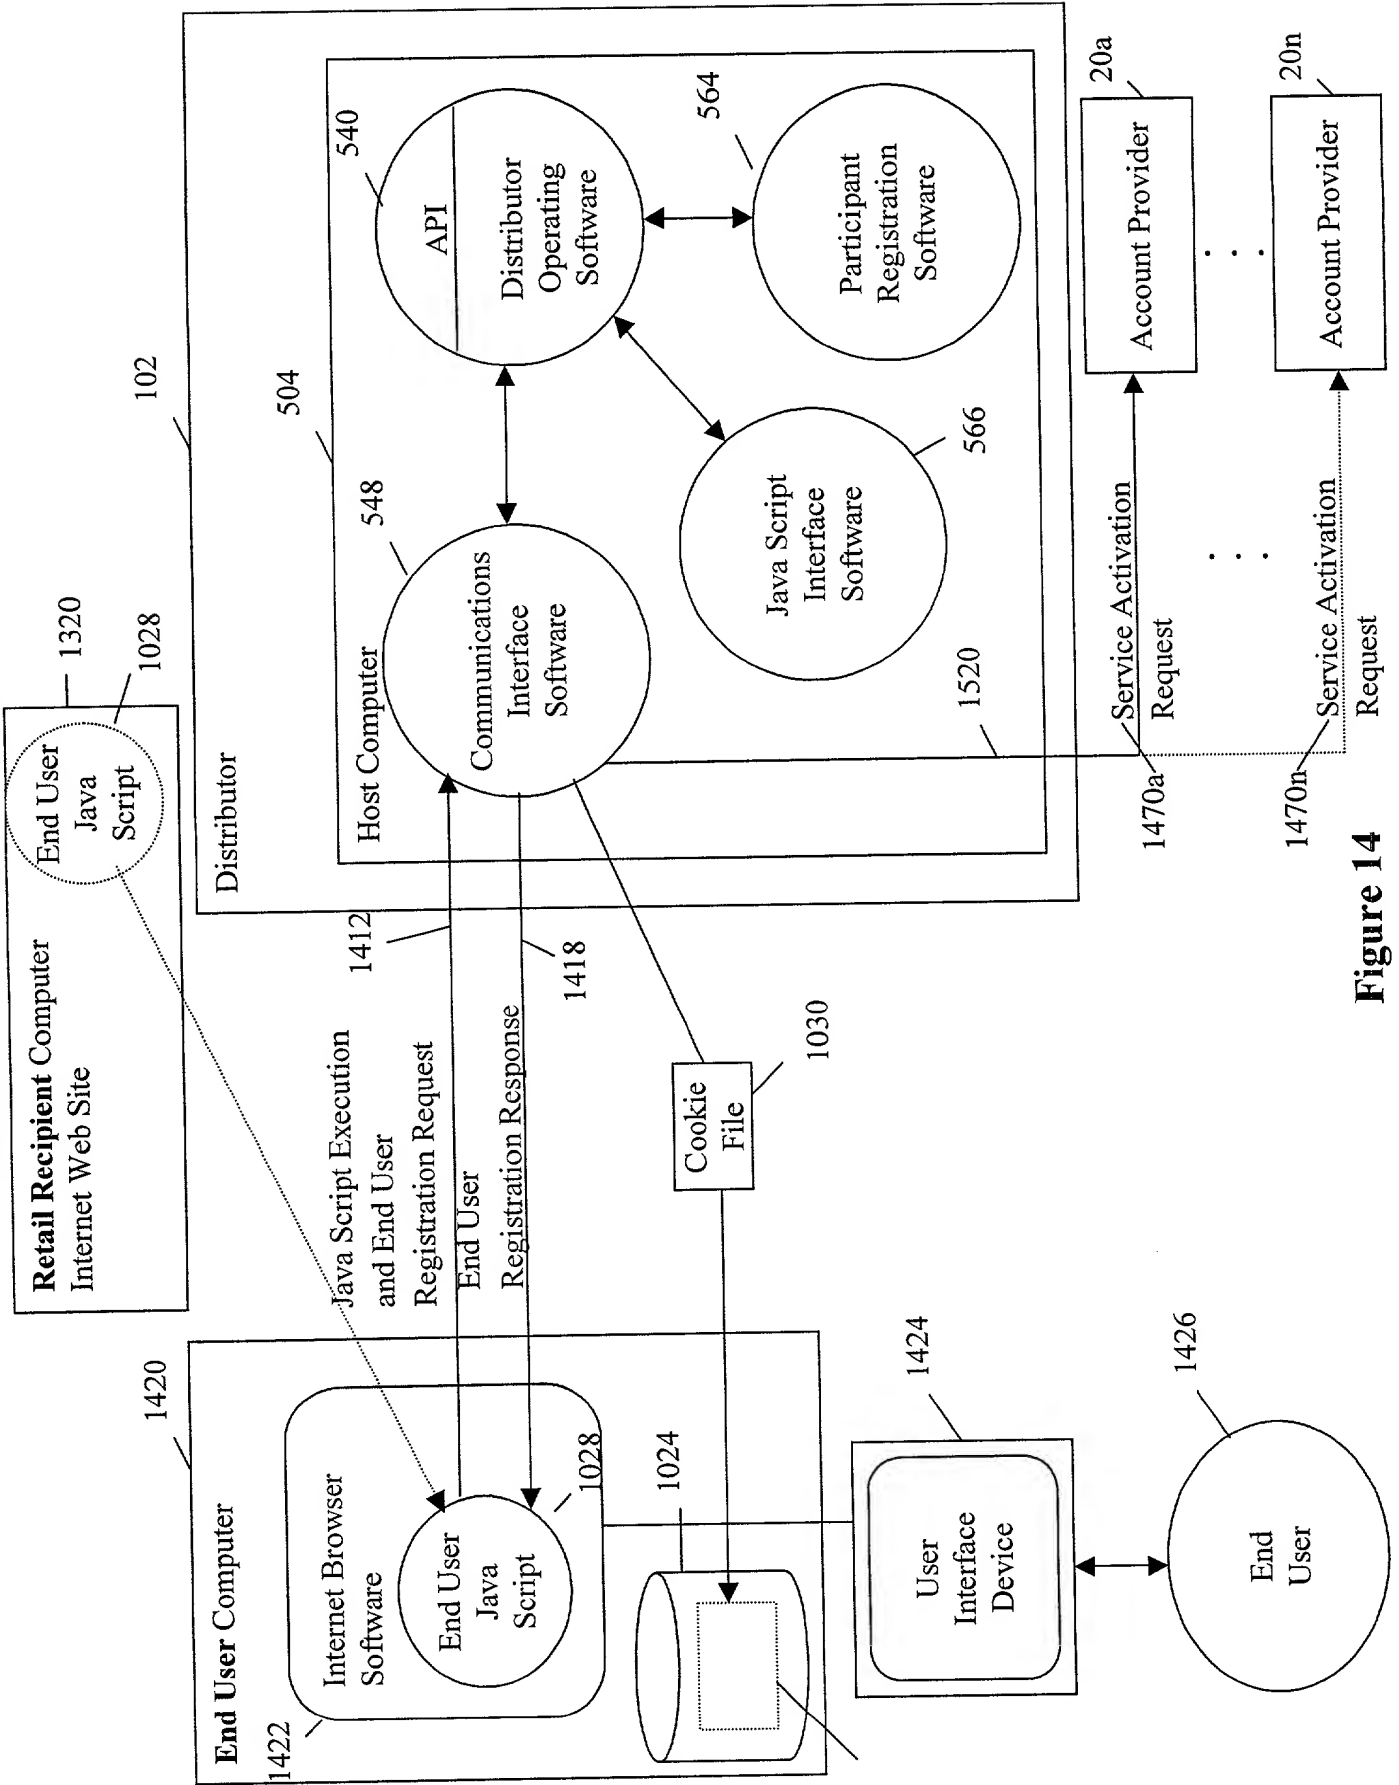 1420
End User Computer
1422
Internet Browser
Software
End User
Java
Script
1028
1024
User
Interface
Device
1424
End
User
1426
Retail Recipient Computer
Internet Web Site
End User
Java
Script
1320
1028
Java Script Execution
and End User
Registration Request
1412
End User
Registration Response
1418
Cookie
File
1030
102
Distributor
504
Host Computer
548
Communications
Interface
Software
540
API
Distributor
Operating
Software
564
Participant
Registration
Software
Java Script
Interface
Software
566
1520
1470a
Service Activation
Request
Account Provider
20a
. . .
. . .
1470n
Service Activation
Request
Account Provider
20n
Figure 14